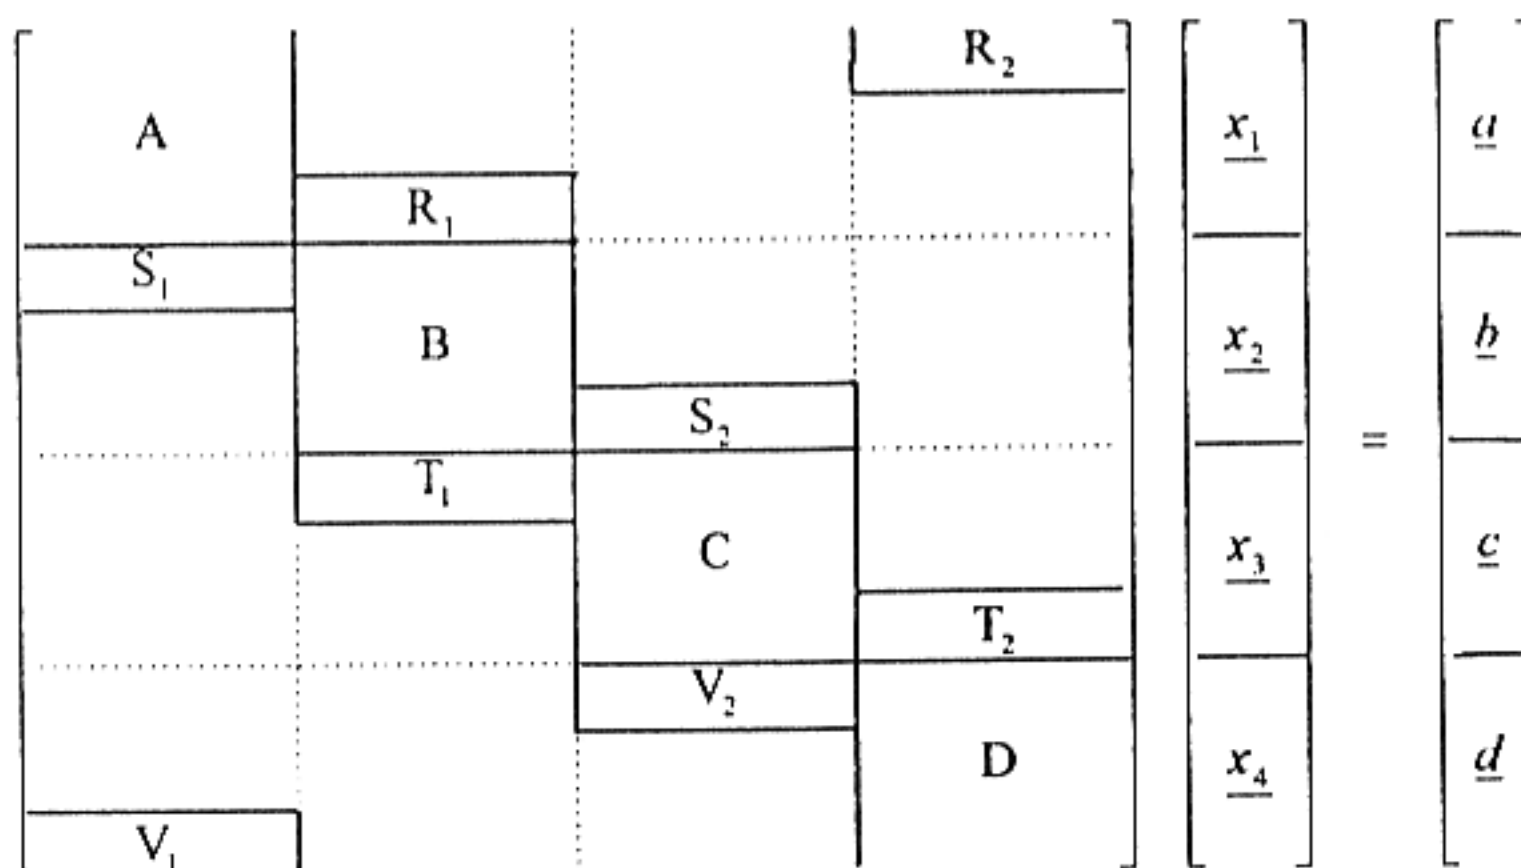 R₂
A x₁ a
R₁
S₁
B x₂ b
S₂
T₁ =
C x₃ c
T₂
V₂
D x₄ d
V₁